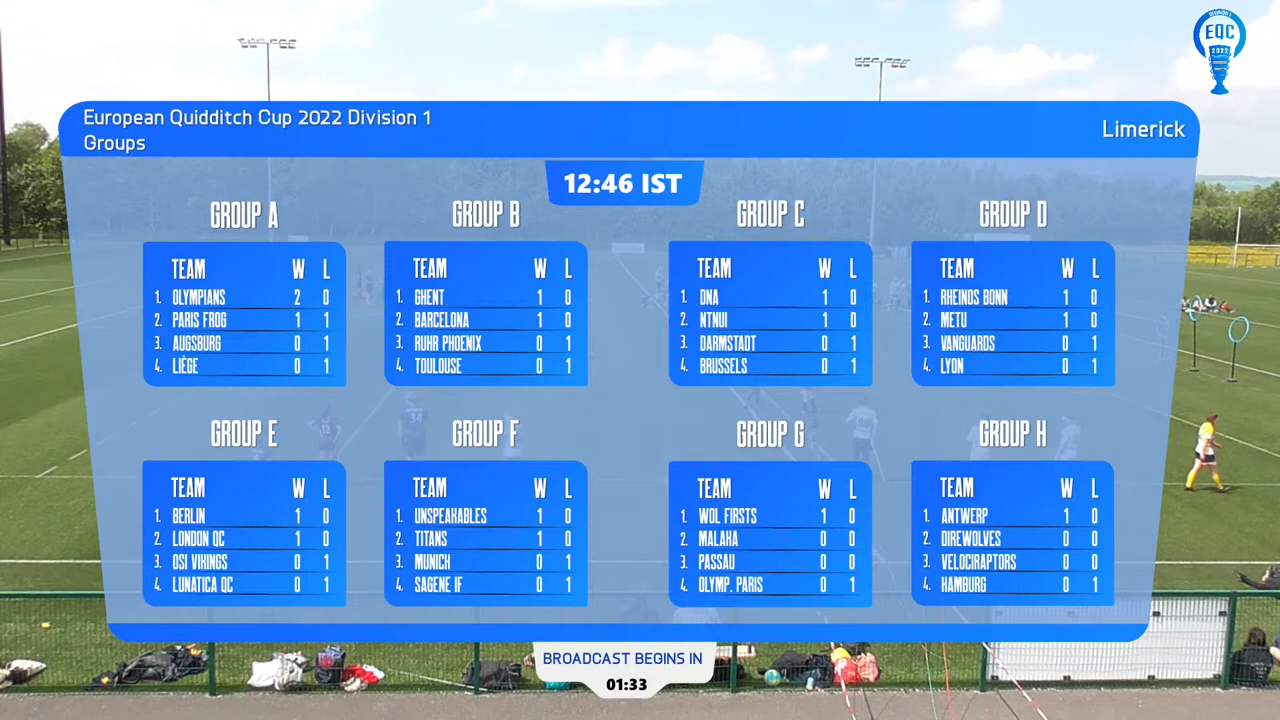 DIVISION 1
EQC
2022
European Quidditch Cup 2022 Division 1
Groups
Limerick
12:46 IST
GROUP A
TEAM W L
1. OLYMPIANS 2 0
2. PARIS FROG 1 1
3. AUGSBURG 0 1
4. LIÈGE 0 1
GROUP B
TEAM W L
1. GHENT 1 0
2. BARCELONA 1 0
3. RUHR PHOENIX 0 1
4. TOULOUSE 0 1
GROUP C
TEAM W L
1. DNA 1 0
2. NTNUI 1 0
3. DARMSTADT 0 1
4. BRUSSELS 0 1
GROUP D
TEAM W L
1. RHEINOS BONN 1 0
2. METU 1 0
3. VANGUARDS 0 1
4. LYON 0 1
GROUP E
TEAM W L
1. BERLIN 1 0
2. LONDON QC 1 0
3. OSI VIKINGS 0 1
4. LUNATICA QC 0 1
GROUP F
TEAM W L
1. UNSPEAKABLES 1 0
2. TITANS 1 0
3. MUNICH 0 1
4. SAGENE IF 0 1
GROUP G
TEAM W L
1. WOL FIRSTS 1 0
2. MALAKA 0 0
3. PASSAU 0 0
4. OLYMP. PARIS 0 1
GROUP H
TEAM W L
1. ANTWERP 1 0
2. DIREWOLVES 0 0
3. VELOCIRAPTORS 0 0
4. HAMBURG 0 1
BROADCAST BEGINS IN
01:33